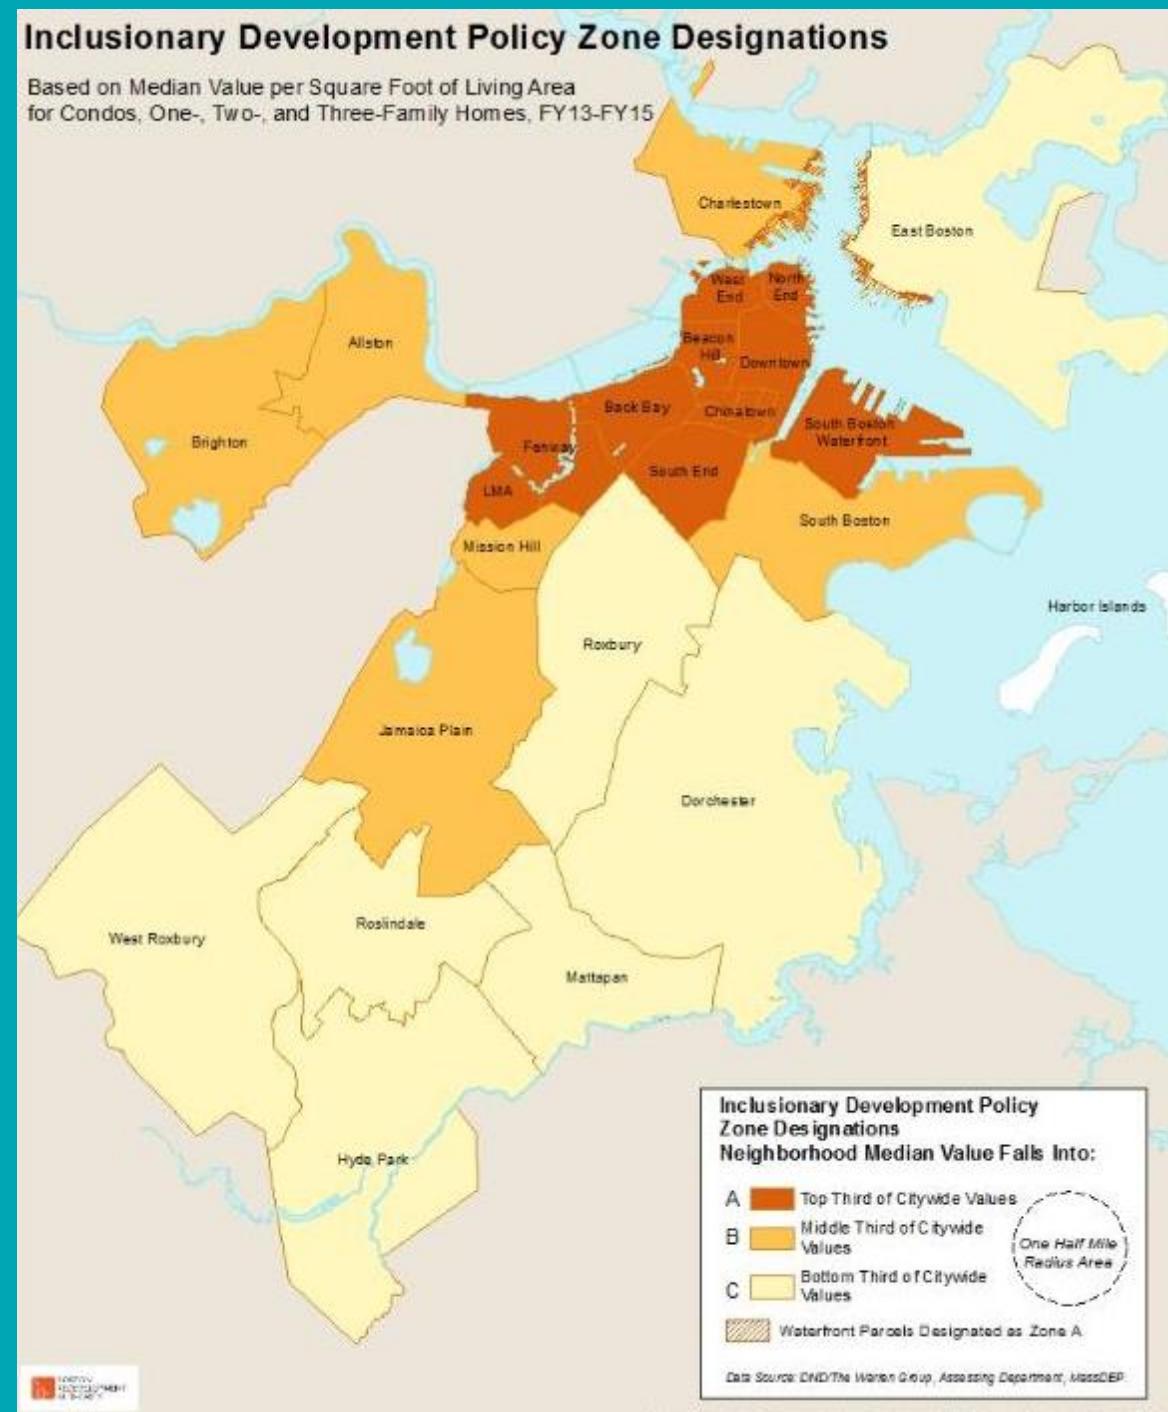 Inclusionary Development Policy Zone Designations
Based on Median Value per Square Foot of Living Area
for Condos, One-, Two-, and Three-Family Homes, FY13-FY15
Charlestown
East Boston
West
End
North
End
Allston
Beacon
Hill
Downtown
Back Bay
Chinatown
South Boston
Waterfront
Brighton
Fenway
South End
LMA
South Boston
Mission Hill
Harbor Islands
Roxbury
Jamaica Plain
Dorchester
Roslindale
West Roxbury
Mattapan
Hyde Park
Inclusionary Development Policy
Zone Designations
Neighborhood Median Value Falls Into:
A Top Third of Citywide Values
B Middle Third of Citywide
Values
C Bottom Third of Citywide
Values
One Half Mile
Radius Area
Waterfront Parcels Designated as Zone A
Data Source: DND/The Warren Group, Assessing Department, MassDEP
BOSTON
REDEVELOPMENT
AUTHORITY